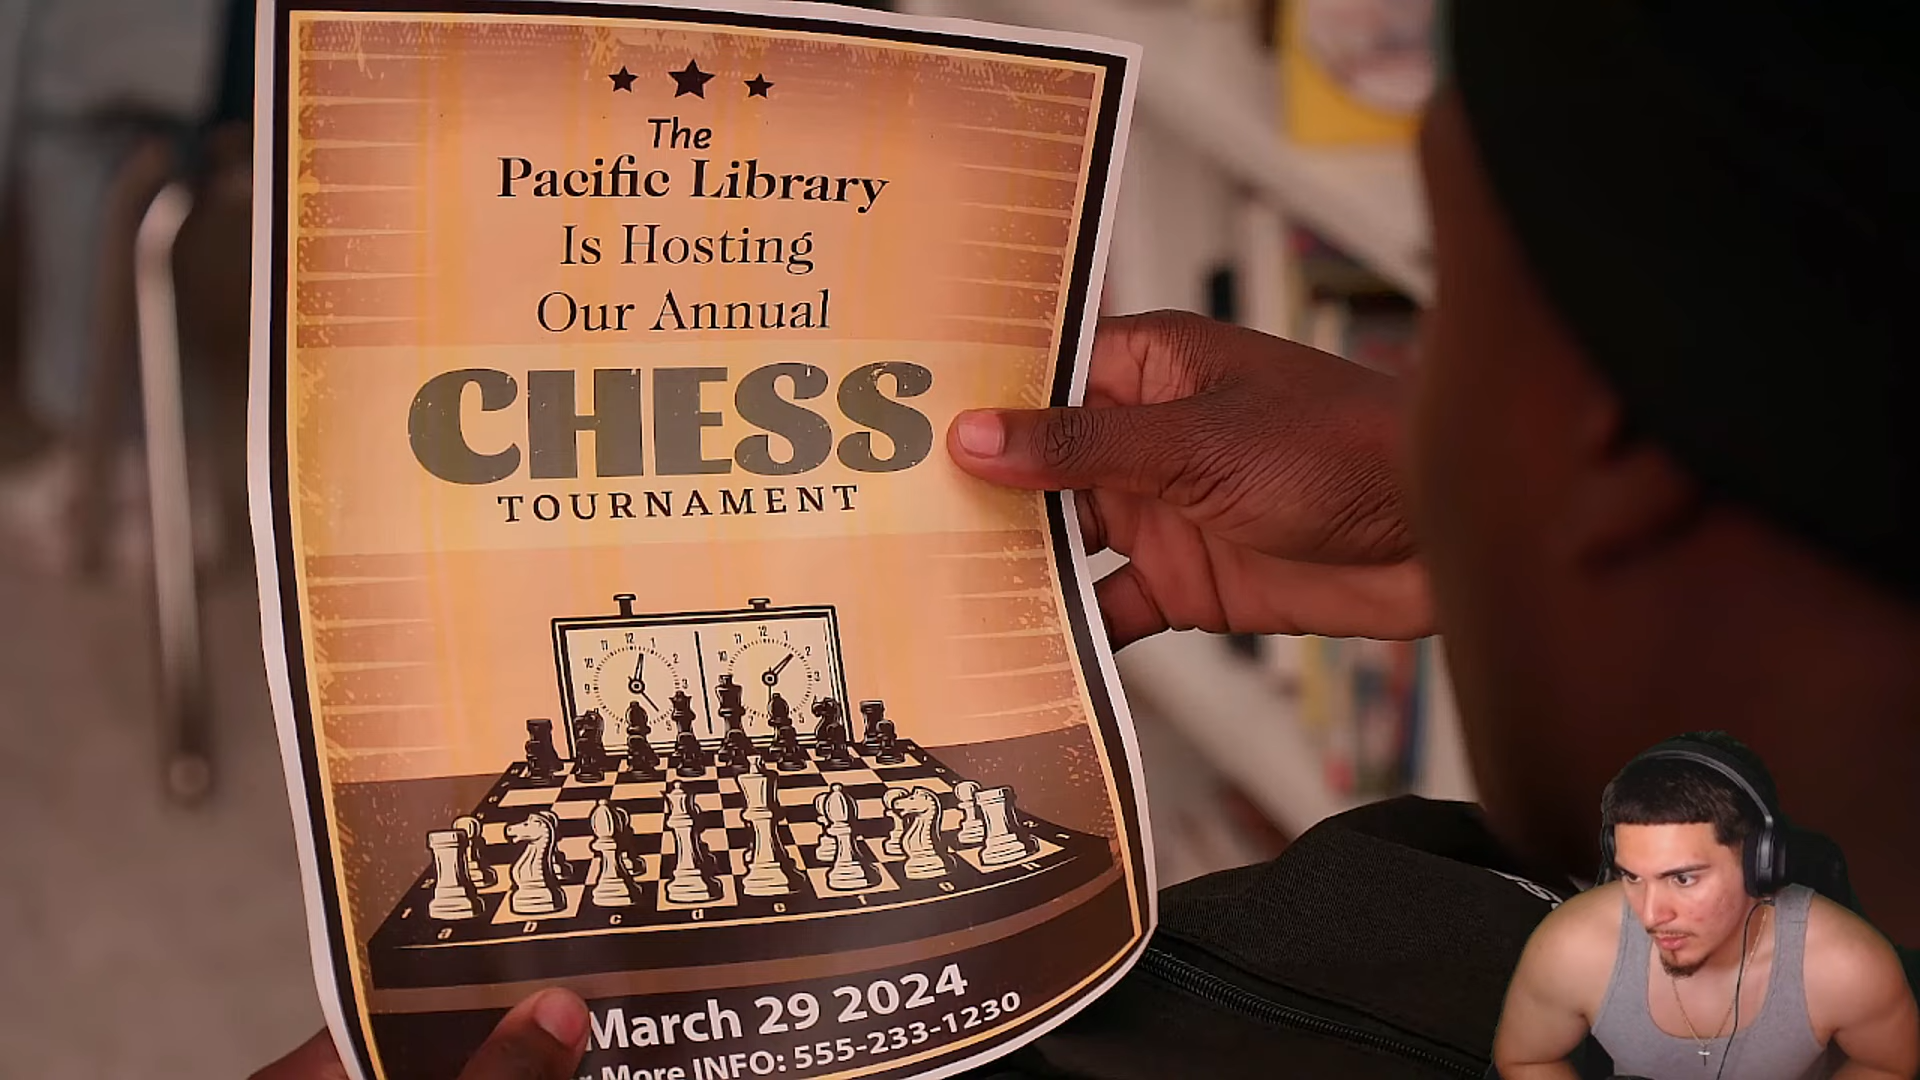 The
Pacific Library
Is Hosting
Our Annual
CHESS
TOURNAMENT
March 29 2024
More INFO: 555-233-1230